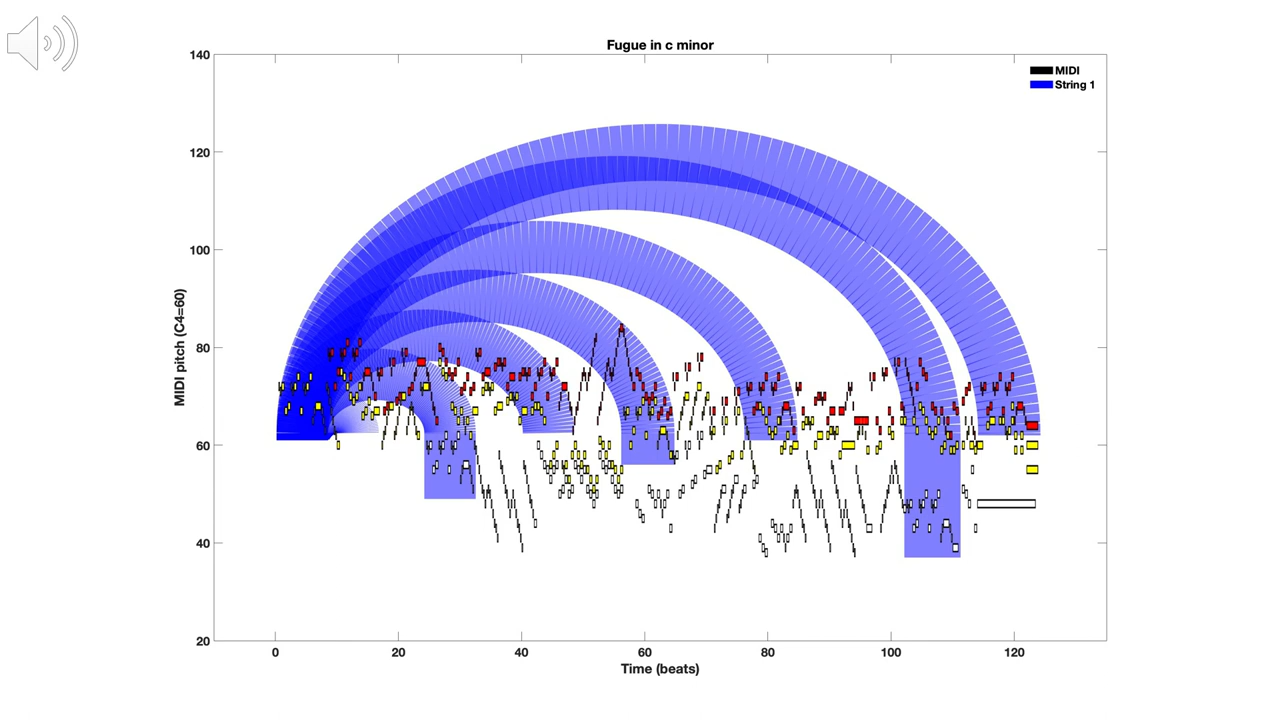 Fugue in c minor
MIDI
String 1
140
120
100
80
60
40
20
MIDI pitch (C4=60)
0 20 40 60 80 100 120
Time (beats)